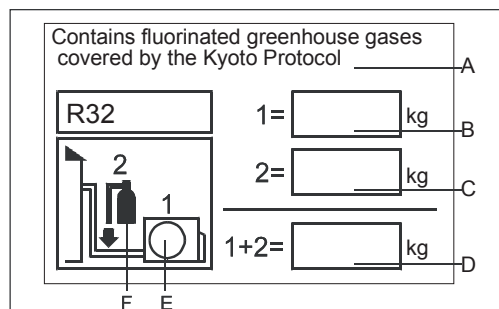 Contains fluorinated greenhouse gases
covered by the Kyoto Protocol
A
R32
1= kg
B
2
1
2= kg
C
1+2= kg
D
F E